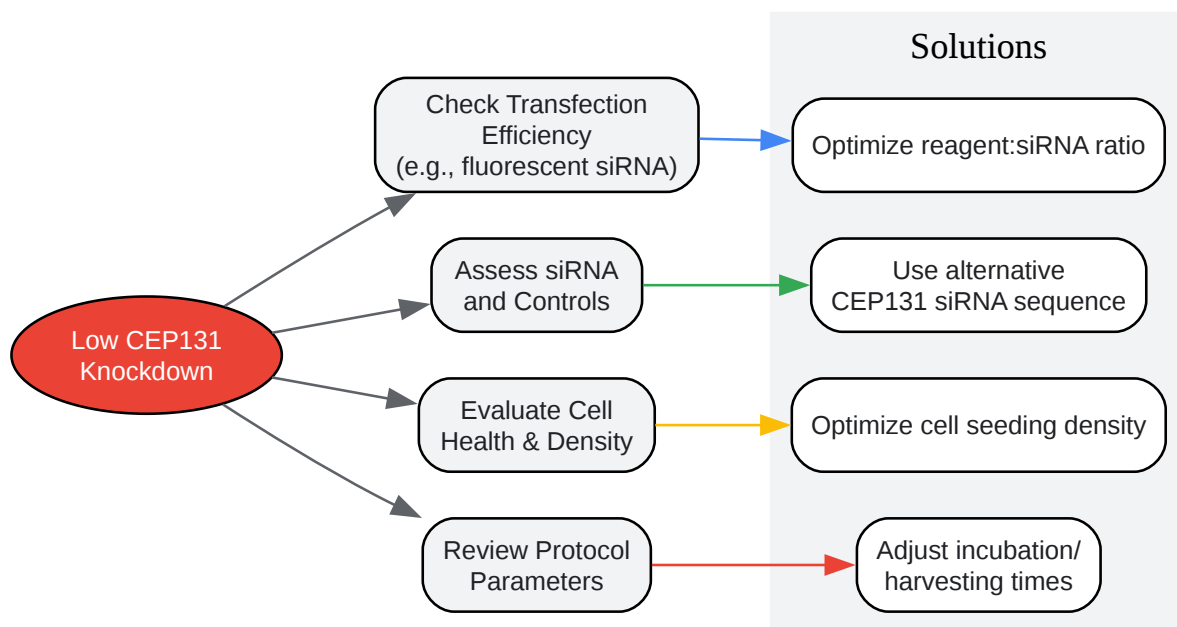 Solutions
Low CEP131
Knockdown
Check Transfection
Efficiency
(e.g., fluorescent siRNA)
Optimize reagent:siRNA ratio
Assess siRNA
and Controls
Use alternative
CEP131 siRNA sequence
Evaluate Cell
Health & Density
Optimize cell seeding density
Review Protocol
Parameters
Adjust incubation/
harvesting times